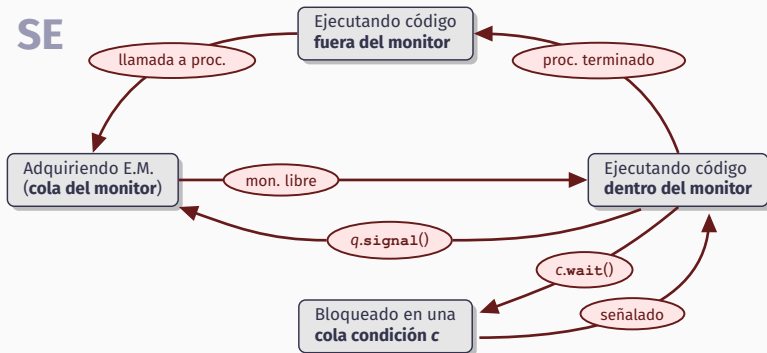 SE
Ejecutando código
fuera del monitor
llamada a proc.
proc. terminado
Adquiriendo E.M.
(cola del monitor)
mon. libre
Ejecutando código
dentro del monitor
q.signal()
c.wait()
Bloqueado en una
cola condición c
señalado